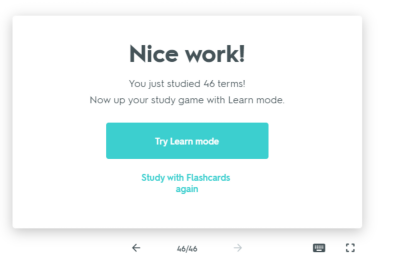 Nice work!
You just studied 46 terms!
Now up your study game with Learn mode.
Try Learn mode
Study with Flashcards
again
46/46